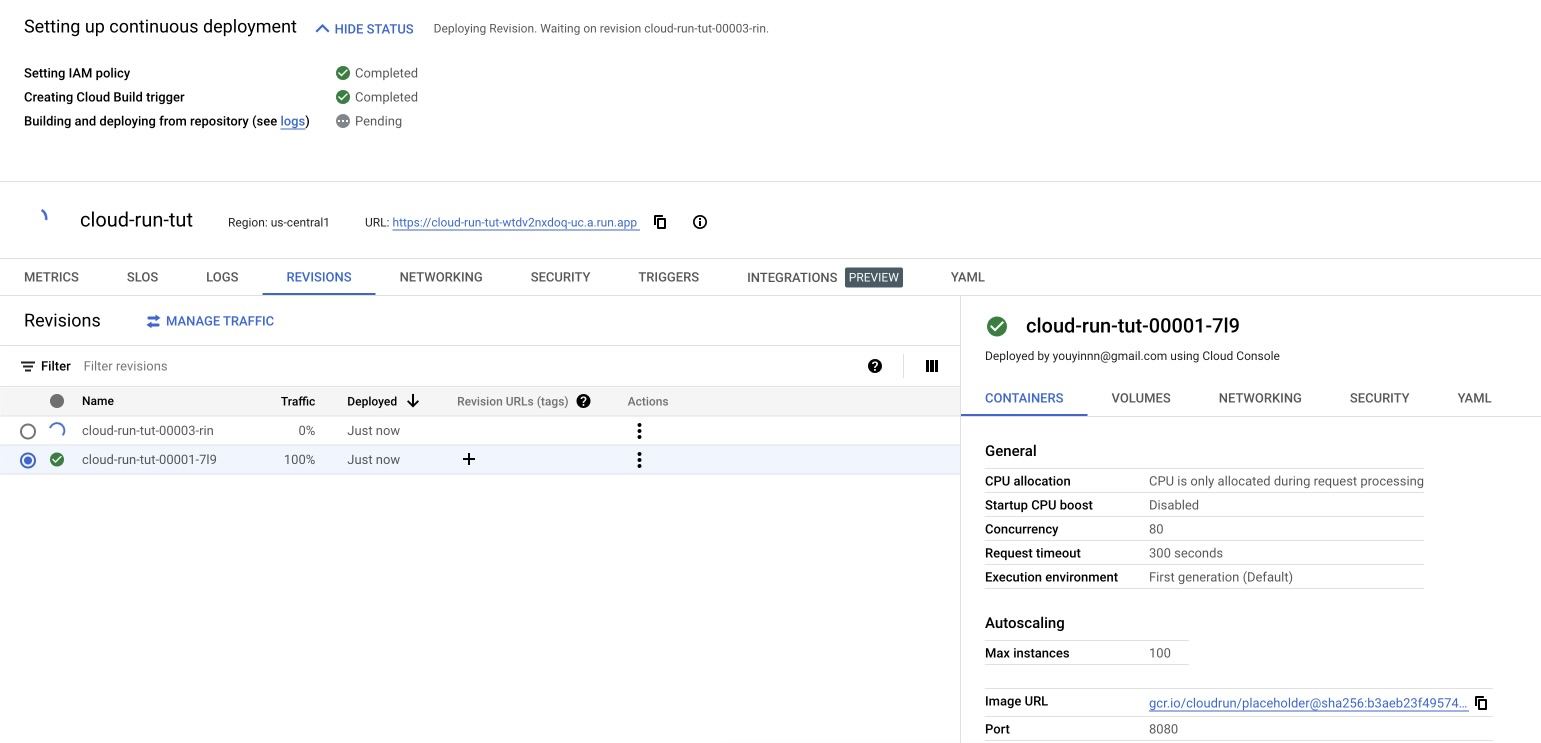 Setting up continuous deployment HIDE STATUS Deploying Revision. Waiting on revision cloud-run-tut-00003-rin.
Setting IAM policy Completed
Creating Cloud Build trigger Completed
Building and deploying from repository (see logs) Pending
cloud-run-tut Region: us-central1 URL: https://cloud-run-tut-wtdv2nxdoq-uc.a.run.app
METRICS SLOS LOGS REVISIONS NETWORKING SECURITY TRIGGERS INTEGRATIONS PREVIEW YAML
Revisions MANAGE TRAFFIC
Filter Filter revisions
Name Traffic Deployed Revision URLs (tags) Actions
cloud-run-tut-00003-rin 0% Just now
cloud-run-tut-00001-7l9 100% Just now
cloud-run-tut-00001-7l9
Deployed by youyinnn@gmail.com using Cloud Console
CONTAINERS VOLUMES NETWORKING SECURITY YAML
General
CPU allocation CPU is only allocated during request processing
Startup CPU boost Disabled
Concurrency 80
Request timeout 300 seconds
Execution environment First generation (Default)
Autoscaling
Max instances 100
Image URL gcr.io/cloudrun/placeholder@sha256:b3aeb23f49574...
Port 8080